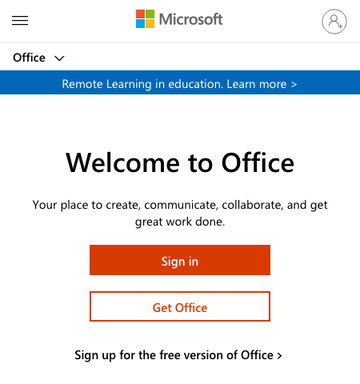 Microsoft
Office
Remote Learning in education. Learn more >
Welcome to Office
Your place to create, communicate, collaborate, and get
great work done.
Sign in
Get Office
Sign up for the free version of Office >